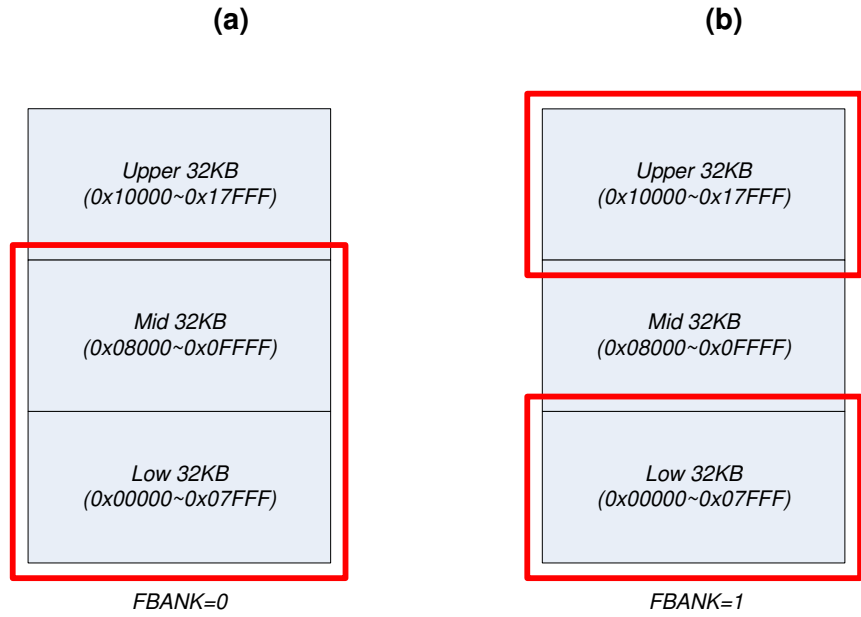 (a)
Upper 32KB
(0x10000~0x17FFF)
Mid 32KB
(0x08000~0x0FFFF)
Low 32KB
(0x00000~0x07FFF)
FBANK=0
(b)
Upper 32KB
(0x10000~0x17FFF)
Mid 32KB
(0x08000~0x0FFFF)
Low 32KB
(0x00000~0x07FFF)
FBANK=1